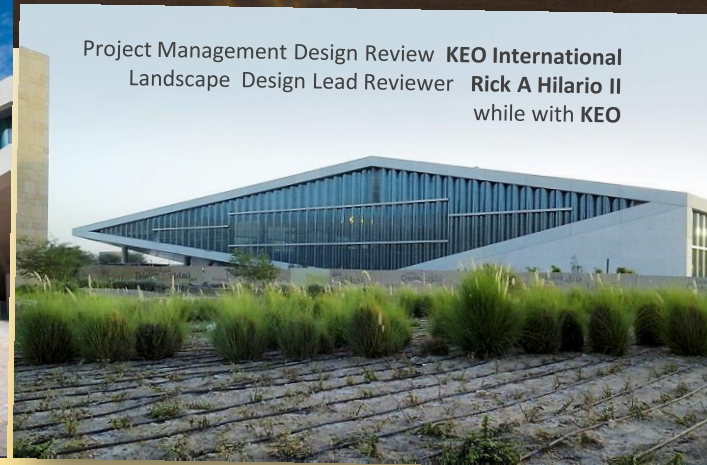 Project Management Design Review KEO International
Landscape Design Lead Reviewer Rick A Hilario II
while with KEO